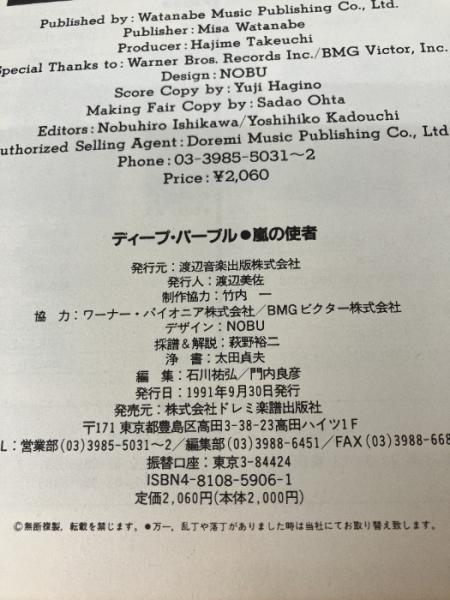 Published by : Watanabe Music Publishing Co., Ltd.
Publisher : Misa Watanabe
Producer : Hajime Takeuchi
Special Thanks to : Warner Bros. Records Inc./BMG Victor, Inc.
Design : NOBU
Score Copy by : Yuji Hagino
Making Fair Copy by : Sadao Ohta
Editors : Nobuhiro Ishikawa/Yoshihiko Kadouchi
uthorized Selling Agent : Doremi Music Publishing Co., Ltd
Phone : 03-3985-5031〜2
Price : ¥2,060
ディープ・パープル●嵐の使者
発行元：渡辺音楽出版株式会社
発行人：渡辺美佐
制作協力：竹内 一
協 力：ワーナー・パイオニア株式会社／BMGビクター株式会社
デザイン：NOBU
採譜&解説：萩野裕二
浄 書：太田貞夫
編 集：石川祐弘／門内良彦
発行日：1991年9月30日発行
発売元：株式会社ドレミ楽譜出版社
〒171 東京都豊島区高田3-38-23高田ハイツ1F
L：営業部(03)3985-5031〜2／編集部(03)3988-6451／FAX(03)3988-668
振替口座：東京3-84424
ISBN4-8108-5906-1
定価2,060円(本体2,000円)
©無断複製，転載を禁じます。●万一，乱丁や落丁がありました時は当社にてお取り替え致します。